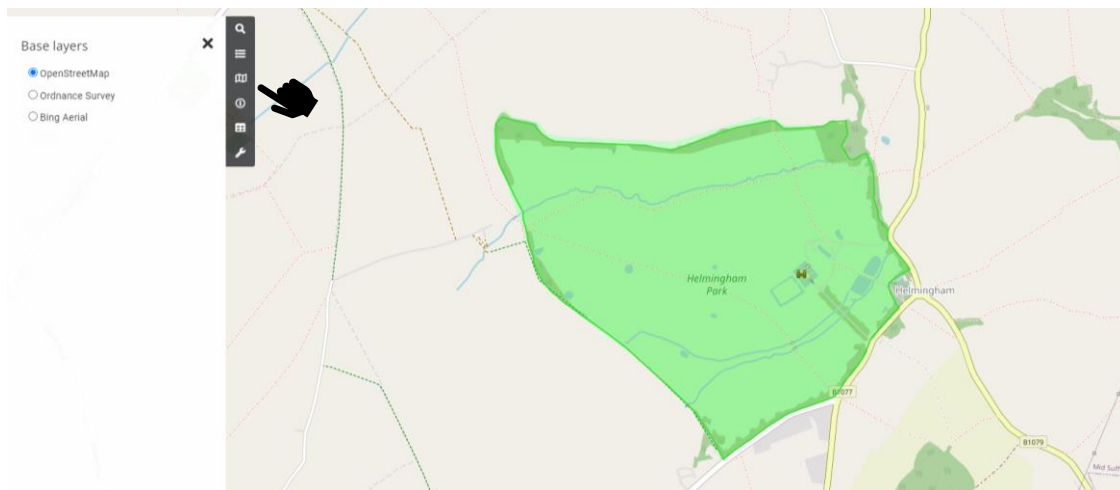 Base layers
OpenStreetMap
Ordnance Survey
Bing Aerial
Helmingham
Park
Helmingham
B1077
B1079
Mid Suff